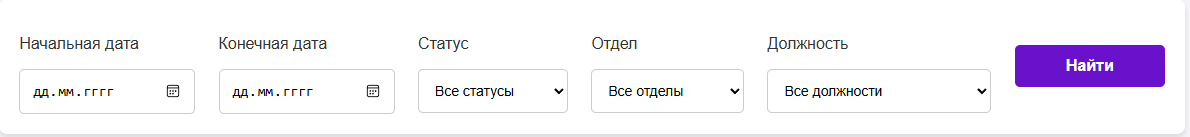 Начальная дата Конечная дата Статус Отдел Должность
дд.мм.гггг дд.мм.гггг Все статусы Все отделы Все должности Найти